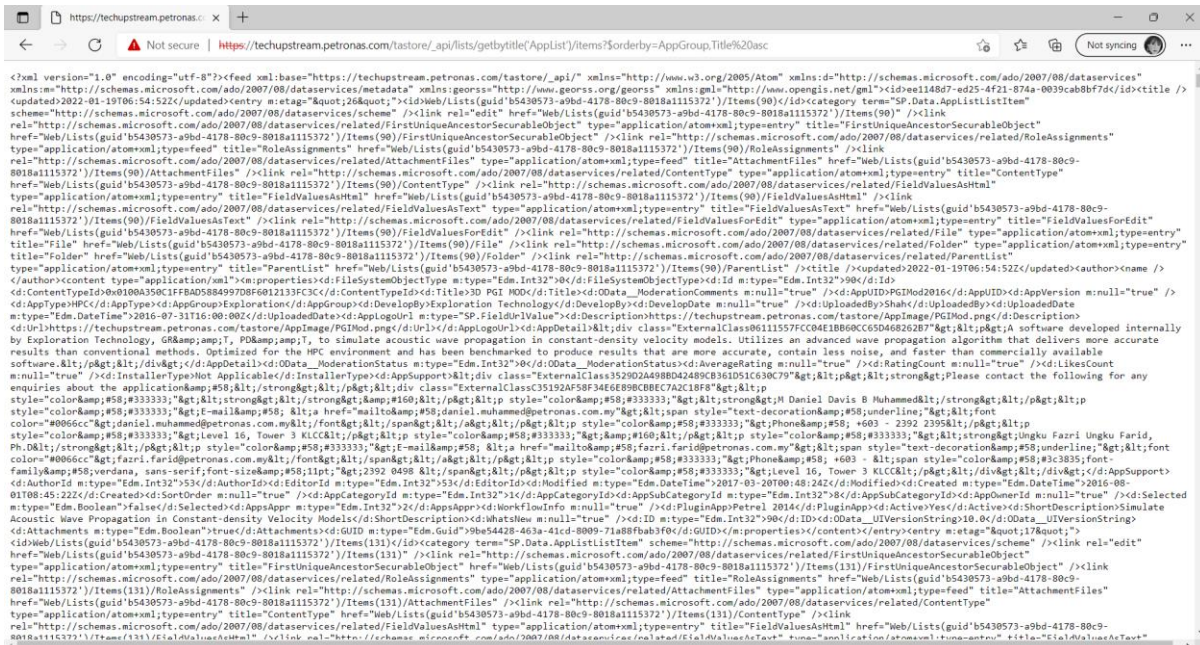 https://techupstream.petronas.c
Not secure | https://techupstream.petronas.com/tastore/_api/lists/getbytitle('AppList')/items?$orderby=AppGroup,Title%20asc
Not syncing
<?xml version="1.0" encoding="utf-8"?><feed xml:base="https://techupstream.petronas.com/tastore/_api/" xmlns="http://www.w3.org/2005/Atom" xmlns:d="http://schemas.microsoft.com/ado/2007/08/dataservices"
xmlns:m="http://schemas.microsoft.com/ado/2007/08/dataservices/metadata" xmlns:georss="http://www.georss.org/georss" xmlns:gml="http://www.opengis.net/gml"><id>ee1148d7-ed25-4f21-874a-0039cab8bf7d</id><title />
<updated>2022-01-19T06:54:52Z</updated><entry m:etag="&quot;26&quot;"><id>Web/Lists(guid'b5430573-a9bd-4178-80c9-8018a1115372')/Items(90)</id><category term="SP.Data.AppListListItem"
scheme="http://schemas.microsoft.com/ado/2007/08/dataservices/scheme" /><link rel="edit" href="Web/Lists(guid'b5430573-a9bd-4178-80c9-8018a1115372')/Items(90)" /><link
rel="http://schemas.microsoft.com/ado/2007/08/dataservices/related/FirstUniqueAncestorSecurableObject" type="application/atom+xml;type=entry" title="FirstUniqueAncestorSecurableObject"
href="Web/Lists(guid'b5430573-a9bd-4178-80c9-8018a1115372')/Items(90)/FirstUniqueAncestorSecurableObject" /><link rel="http://schemas.microsoft.com/ado/2007/08/dataservices/related/RoleAssignments"
type="application/atom+xml;type=feed" title="RoleAssignments" href="Web/Lists(guid'b5430573-a9bd-4178-80c9-8018a1115372')/Items(90)/RoleAssignments" /><link
rel="http://schemas.microsoft.com/ado/2007/08/dataservices/related/AttachmentFiles" type="application/atom+xml;type=feed" title="AttachmentFiles" href="Web/Lists(guid'b5430573-a9bd-4178-80c9-
8018a1115372')/Items(90)/AttachmentFiles" /><link rel="http://schemas.microsoft.com/ado/2007/08/dataservices/related/ContentType" type="application/atom+xml;type=entry" title="ContentType"
href="Web/Lists(guid'b5430573-a9bd-4178-80c9-8018a1115372')/Items(90)/ContentType" /><link rel="http://schemas.microsoft.com/ado/2007/08/dataservices/related/FieldValuesAsHtml"
type="application/atom+xml;type=entry" title="FieldValuesAsHtml" href="Web/Lists(guid'b5430573-a9bd-4178-80c9-8018a1115372')/Items(90)/FieldValuesAsHtml" /><link
rel="http://schemas.microsoft.com/ado/2007/08/dataservices/related/FieldValuesAsText" type="application/atom+xml;type=entry" title="FieldValuesAsText" href="Web/Lists(guid'b5430573-a9bd-4178-80c9-
8018a1115372')/Items(90)/FieldValuesAsText" /><link rel="http://schemas.microsoft.com/ado/2007/08/dataservices/related/FieldValuesForEdit" type="application/atom+xml;type=entry" title="FieldValuesForEdit"
href="Web/Lists(guid'b5430573-a9bd-4178-80c9-8018a1115372')/Items(90)/FieldValuesForEdit" /><link rel="http://schemas.microsoft.com/ado/2007/08/dataservices/related/File" type="application/atom+xml;type=entry"
title="File" href="Web/Lists(guid'b5430573-a9bd-4178-80c9-8018a1115372')/Items(90)/File" /><link rel="http://schemas.microsoft.com/ado/2007/08/dataservices/related/Folder" type="application/atom+xml;type=entry"
title="Folder" href="Web/Lists(guid'b5430573-a9bd-4178-80c9-8018a1115372')/Items(90)/Folder" /><link rel="http://schemas.microsoft.com/ado/2007/08/dataservices/related/ParentList"
type="application/atom+xml;type=entry" title="ParentList" href="Web/Lists(guid'b5430573-a9bd-4178-80c9-8018a1115372')/Items(90)/ParentList" /><title /><updated>2022-01-19T06:54:52Z</updated><author><name />
</author><content type="application/xml"><m:properties><d:FileSystemObjectType m:type="Edm.Int32">0</d:FileSystemObjectType><d:Id m:type="Edm.Int32">90</d:Id>
<d:ContentTypeId>0x0100A350C1FFBAD5884997D8F6012133FC3C</d:ContentTypeId><d:Title>3D PGI MOD</d:Title><d:OData__ModerationComments m:null="true" /><d:AppUID>PGIMod2016</d:AppUID><d:AppVersion m:null="true" />
<d:AppType>HPC</d:AppType><d:AppGroup>Exploration</d:AppGroup><d:DevelopBy>Exploration Technology</d:DevelopBy><d:DevelopDate m:null="true" /><d:UploadedBy>Shah</d:UploadedBy><d:UploadedDate
m:type="Edm.DateTime">2016-07-31T16:00:00Z</d:UploadedDate><d:AppLogoUrl m:type="SP.FieldUrlValue"><d:Description>https://techupstream.petronas.com/tastore/AppImage/PGIMod.png</d:Description>
<d:Url>https://techupstream.petronas.com/tastore/AppImage/PGIMod.png</d:Url></d:AppLogoUrl><d:AppDetail>&lt;div class="ExternalClass06111557FCC04E1BB60CC65D468262B7"&gt;&lt;p&gt;A software developed internally
by Exploration Technology, GR&amp;amp;T, PD&amp;amp;T, to simulate acoustic wave propagation in constant-density velocity models. Utilizes an advanced wave propagation algorithm that delivers more accurate
results than conventional methods. Optimized for the HPC environment and has been benchmarked to produce results that are more accurate, contain less noise, and faster than commercially available
software.&lt;/p&gt;&lt;/div&gt;</d:AppDetail><d:OData__ModerationStatus m:type="Edm.Int32">0</d:OData__ModerationStatus><d:AverageRating m:null="true" /><d:RatingCount m:null="true" /><d:LikesCount
m:null="true" /><d:InstallerType>Not Applicable</d:InstallerType><d:AppSupport>&lt;div class="ExternalClass3529D2A49BBD42489CB361D51C630C79"&gt;&lt;p&gt;&lt;strong&gt;Please contact the following for any
enquiries about the application&amp;#58;&lt;/strong&gt;&lt;/p&gt;&lt;div class="ExternalClassC35192AF58F34E6E89BCBBEC7A2C18F8"&gt;&lt;p
style="color&amp;#58;#333333;"&gt;&lt;strong&gt;&lt;/strong&gt;&amp;#160;&lt;/p&gt;&lt;p style="color&amp;#58;#333333;"&gt;&lt;strong&gt;M Daniel Davis B Muhammed&lt;/strong&gt;&lt;/p&gt;&lt;p
style="color&amp;#58;#333333;"&gt;&lt;strong&gt;E-mail&amp;#58; &lt;a href="mailto&amp;#58;daniel.muhammed@petronas.com.my"&gt;&lt;span style="text-decoration&amp;#58;underline;"&gt;&lt;font
color="#0066cc"&gt;daniel.muhammed@petronas.com.my&lt;/font&gt;&lt;/span&gt;&lt;/a&gt;&lt;/p&gt;&lt;p style="color&amp;#58;#333333;"&gt;Phone&amp;#58; +603 - 2392 2395&lt;/p&gt;&lt;p
style="color&amp;#58;#333333;"&gt;Level 16, Tower 3 KLCC&lt;/p&gt;&lt;p style="color&amp;#58;#333333;"&gt;&amp;#160;&lt;/p&gt;&lt;p style="color&amp;#58;#333333;"&gt;&lt;strong&gt;Ungku Fazri Ungku Farid,
Ph.D&lt;/strong&gt;&lt;/p&gt;&lt;p style="color&amp;#58;#333333;"&gt;E-mail&amp;#58; &lt;a href="mailto&amp;#58;fazri.farid@petronas.com.my"&gt;&lt;span style="text-decoration&amp;#58;underline;"&gt;&lt;font
color="#0066cc"&gt;fazri.farid@petronas.com.my&lt;/font&gt;&lt;/span&gt;&lt;/a&gt;&lt;/p&gt;&lt;p style="color&amp;#58;#333333;"&gt;Phone&amp;#58; +603 - &lt;span style="color&amp;#58;#3c3835;font-
family&amp;#58;verdana, sans-serif;font-size&amp;#58;11pt;"&gt;2392 0498 &lt;/span&gt;&lt;/p&gt;&lt;p style="color&amp;#58;#333333;"&gt;Level 16, Tower 3 KLCC&lt;/p&gt;&lt;/div&gt;&lt;/div&gt;</d:AppSupport>
<d:AuthorId m:type="Edm.Int32">53</d:AuthorId><d:EditorId m:type="Edm.Int32">53</d:EditorId><d:Modified m:type="Edm.DateTime">2017-03-20T00:48:24Z</d:Modified><d:Created m:type="Edm.DateTime">2016-08-
01T08:45:22Z</d:Created><d:SortOrder m:null="true" /><d:AppCategoryId m:type="Edm.Int32">1</d:AppCategoryId><d:AppSubCategoryId m:type="Edm.Int32">8</d:AppSubCategoryId><d:AppOwnerId m:null="true" /><d:Selected
m:type="Edm.Boolean">false</d:Selected><d:AppsAppr m:type="Edm.Int32">2</d:AppsAppr><d:WorkflowInfo m:null="true" /><d:PluginApp>Petrel 2014</d:PluginApp><d:Active>Yes</d:Active><d:ShortDescription>Simulate
Acoustic Wave Propagation in Constant-density Velocity Models</d:ShortDescription><d:WhatsNew m:null="true" /><d:ID m:type="Edm.Int32">90</d:ID><d:OData__UIVersionString>10.0</d:OData__UIVersionString>
<d:Attachments m:type="Edm.Boolean">true</d:Attachments><d:GUID m:type="Edm.Guid">9be54428-463a-41cd-8009-71a88fbab3f0</d:GUID></m:properties></content></entry><entry m:etag="&quot;17&quot;">
<id>Web/Lists(guid'b5430573-a9bd-4178-80c9-8018a1115372')/Items(131)</id><category term="SP.Data.AppListListItem" scheme="http://schemas.microsoft.com/ado/2007/08/dataservices/scheme" /><link rel="edit"
href="Web/Lists(guid'b5430573-a9bd-4178-80c9-8018a1115372')/Items(131)" /><link rel="http://schemas.microsoft.com/ado/2007/08/dataservices/related/FirstUniqueAncestorSecurableObject"
type="application/atom+xml;type=entry" title="FirstUniqueAncestorSecurableObject" href="Web/Lists(guid'b5430573-a9bd-4178-80c9-8018a1115372')/Items(131)/FirstUniqueAncestorSecurableObject" /><link
rel="http://schemas.microsoft.com/ado/2007/08/dataservices/related/RoleAssignments" type="application/atom+xml;type=feed" title="RoleAssignments" href="Web/Lists(guid'b5430573-a9bd-4178-80c9-
8018a1115372')/Items(131)/RoleAssignments" /><link rel="http://schemas.microsoft.com/ado/2007/08/dataservices/related/AttachmentFiles" type="application/atom+xml;type=feed" title="AttachmentFiles"
href="Web/Lists(guid'b5430573-a9bd-4178-80c9-8018a1115372')/Items(131)/AttachmentFiles" /><link rel="http://schemas.microsoft.com/ado/2007/08/dataservices/related/ContentType"
type="application/atom+xml;type=entry" title="ContentType" href="Web/Lists(guid'b5430573-a9bd-4178-80c9-8018a1115372')/Items(131)/ContentType" /><link
rel="http://schemas.microsoft.com/ado/2007/08/dataservices/related/FieldValuesAsHtml" type="application/atom+xml;type=entry" title="FieldValuesAsHtml" href="Web/Lists(guid'b5430573-a9bd-4178-80c9-
8018a1115372')/Items(131)/FieldValuesAsHtml" /><link rel="http://schemas.microsoft.com/ado/2007/08/dataservices/related/FieldValuesAsText" type="application/atom+xml;type=entry" title="FieldValuesAsText"